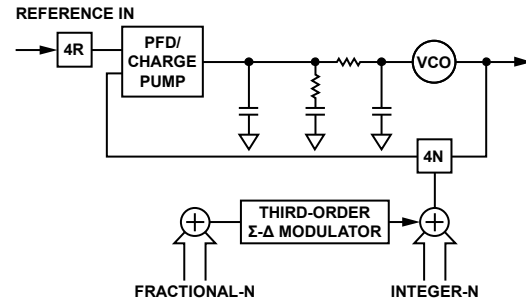 REFERENCE IN
4R
PFD/
CHARGE
PUMP
VCO
4N
THIRD-ORDER
Σ-Δ MODULATOR
FRACTIONAL-N
INTEGER-N